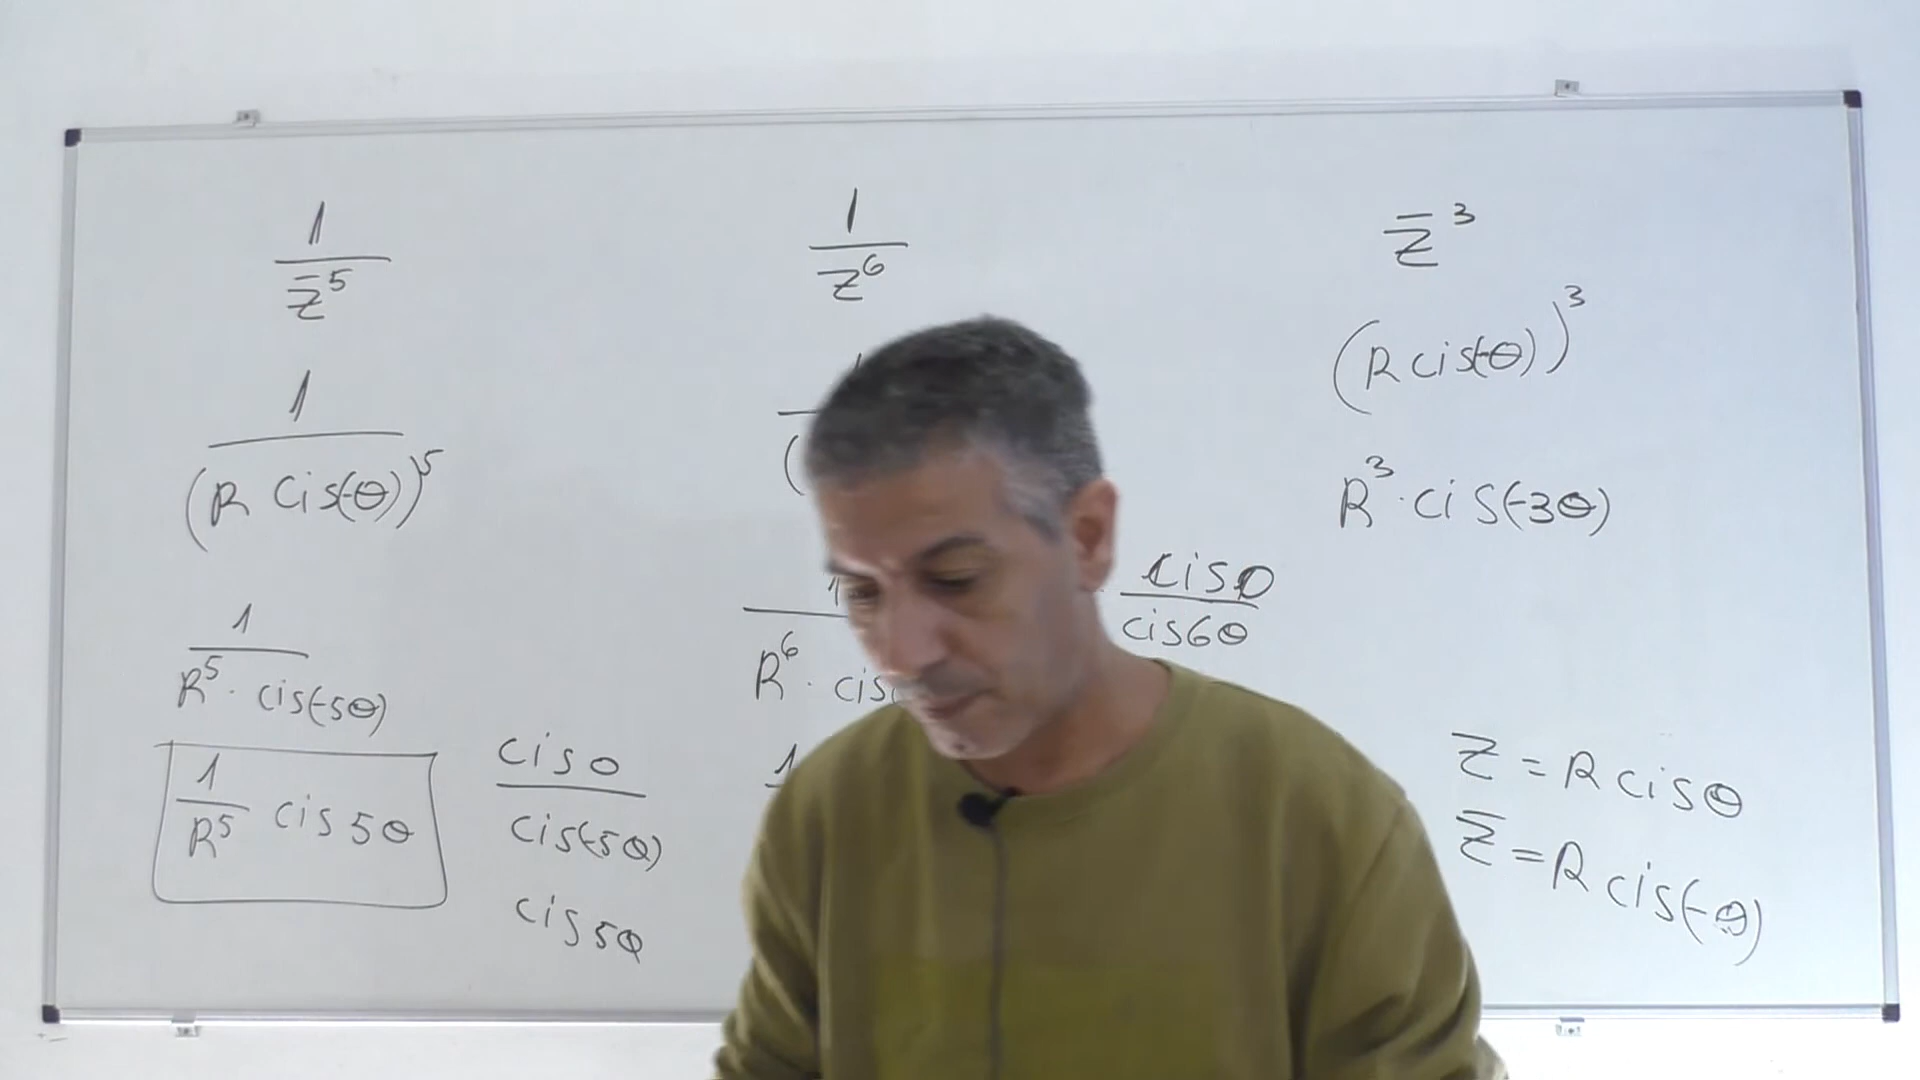 1
z̄⁵
1
(R cis(-θ))⁵
1
R⁵ · cis(-5θ)
1
R⁵ cis 5θ
cis 0
cis(-5θ)
cis 5θ
1
z⁶
1
(
1
R⁶ · cis
1
cis 0
cis 6θ
z̄³
(R cis(-θ))³
R³ · cis(-3θ)
z = R cis θ
z̄ = R cis(-θ)